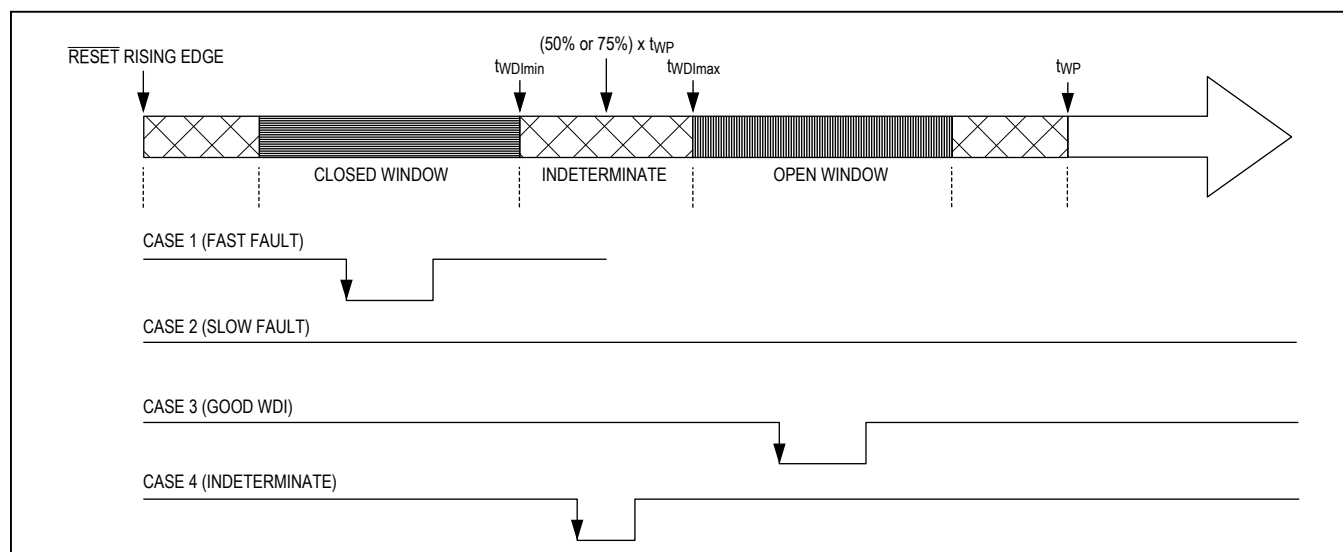 (50% or 75%) x tWP
RESET RISING EDGE
tWDImin
tWDImax
tWP
CLOSED WINDOW
INDETERMINATE
OPEN WINDOW
CASE 1 (FAST FAULT)
CASE 2 (SLOW FAULT)
CASE 3 (GOOD WDI)
CASE 4 (INDETERMINATE)